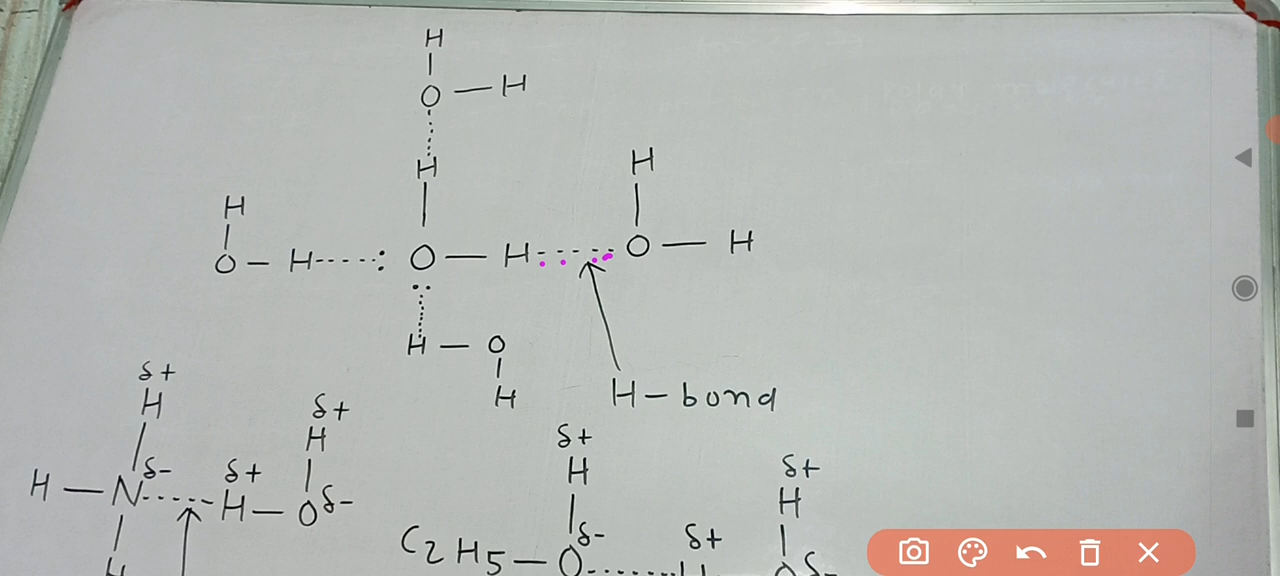 H
O — H
H
H
H
H
O — H ..... : O — H ..... O — H
..
H — O
H
H – bond
δ+
H
δ+
H
δ+
H
δ+
H
δ- δ+
H — N ..... H — O δ-
δ- δ+
C2H5 — O .....